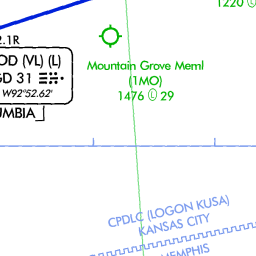 1220 Ⓛ
2.1R
OD (VL) (L)
GD 31
W92°52.62'
UMBIA
Mountain Grove Meml
(1MO)
1476 Ⓛ 29
CPDLC (LOGON KUSA)
KANSAS CITY
MEMPHIS